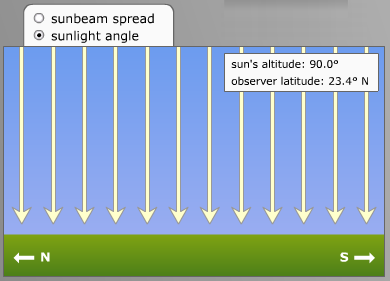 sunbeam spread
sunlight angle
sun's altitude: 90.0°
observer latitude: 23.4° N
N
S